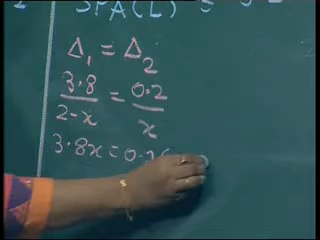 SPA(L)
Δ₁ = Δ₂
3.8/2-x = 0.2/x
3.8x = 0.2